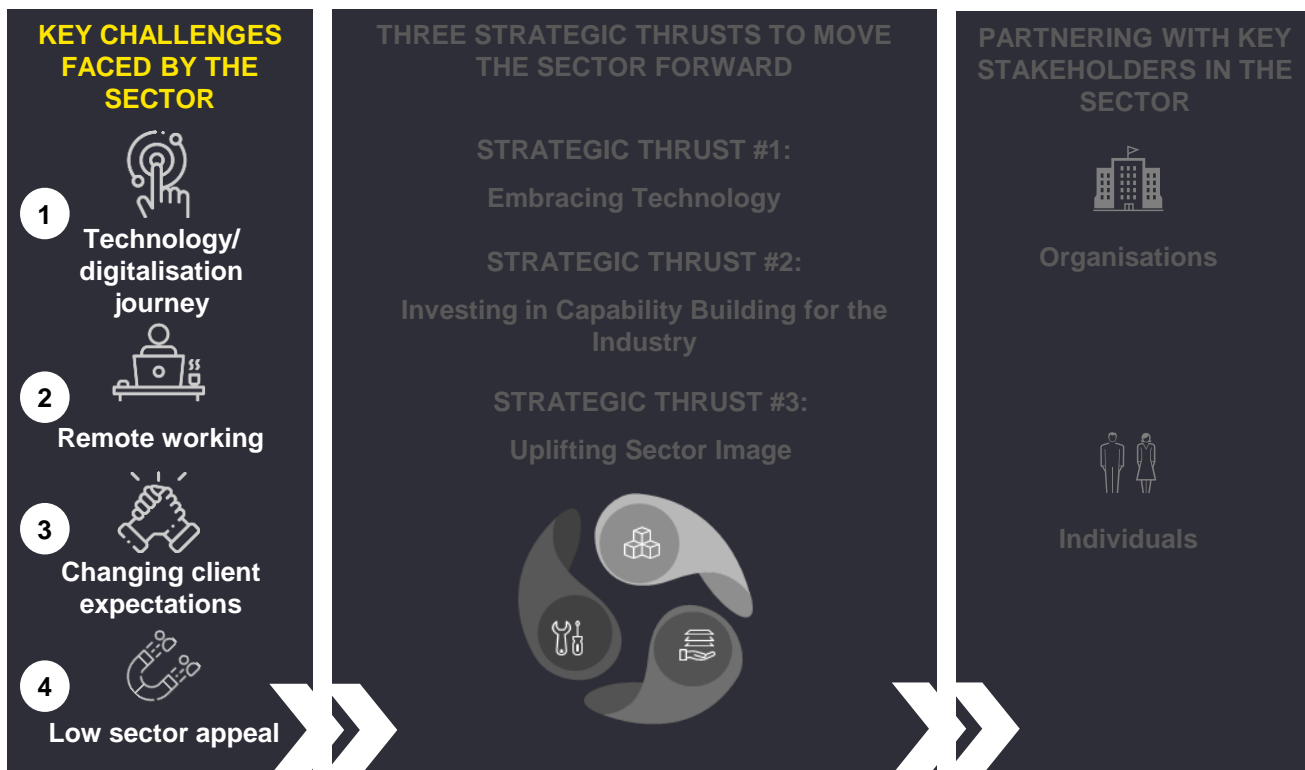 KEY CHALLENGES
FACED BY THE
SECTOR
1
Technology/
digitalisation
journey
2
Remote working
3
Changing client
expectations
4
Low sector appeal
THREE STRATEGIC THRUSTS TO MOVE
THE SECTOR FORWARD
STRATEGIC THRUST #1:
Embracing Technology
STRATEGIC THRUST #2:
Investing in Capability Building for the
Industry
STRATEGIC THRUST #3:
Uplifting Sector Image
PARTNERING WITH KEY
STAKEHOLDERS IN THE
SECTOR
Organisations
Individuals